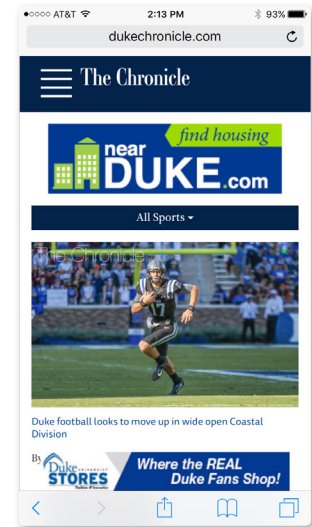 AT&T 2:13 PM 93%
dukechronicle.com
The Chronicle
find housing
near
DUKE.com
All Sports
The Chronicle
17
Duke football looks to move up in wide open Coastal
Division
By
Duke UNIVERSITY
STORES
Where the REAL
Duke Fans Shop!